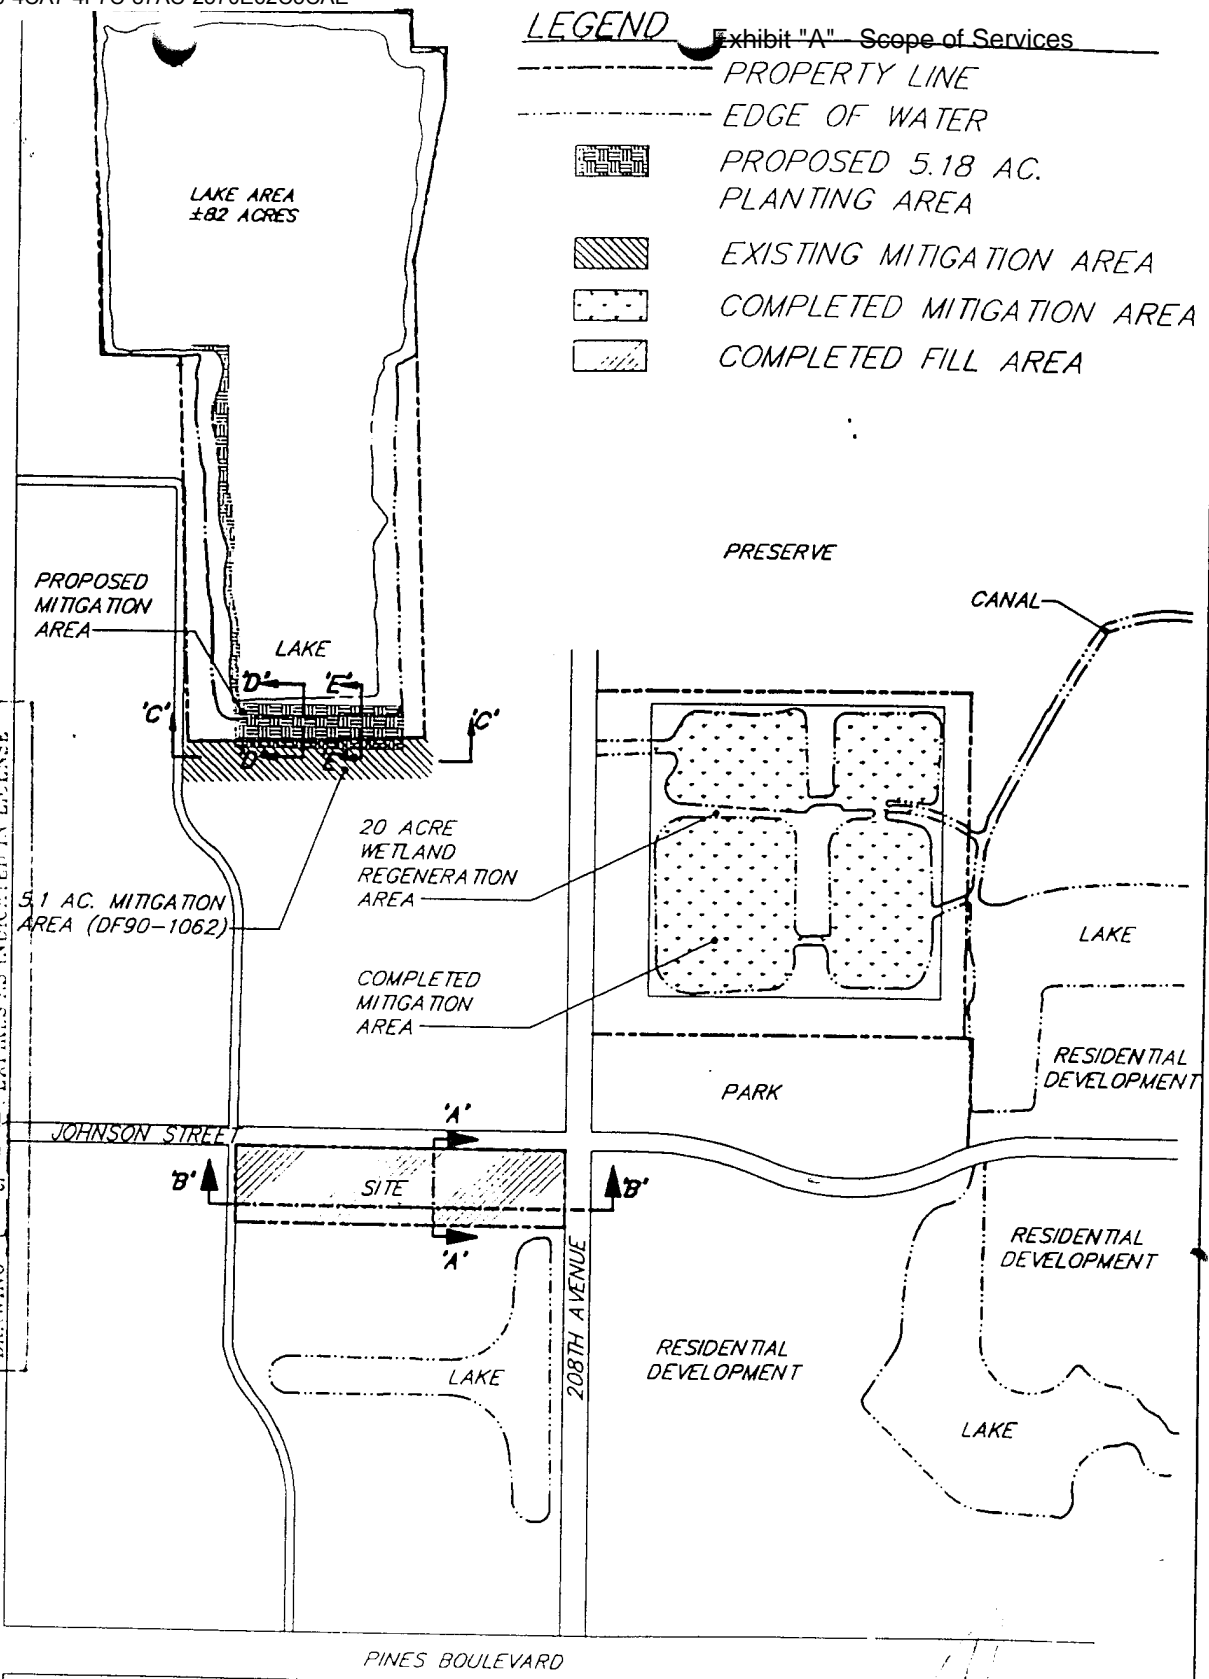 LEGEND
Exhibit "A" - Scope of Services
PROPERTY LINE
EDGE OF WATER
PROPOSED 5.18 AC.
PLANTING AREA
EXISTING MITIGATION AREA
COMPLETED MITIGATION AREA
COMPLETED FILL AREA
LAKE AREA
±82 ACRES
PRESERVE
CANAL
PROPOSED
MITIGATION
AREA
LAKE
'D'
'E'
'C'
'C'
'D'
'E'
20 ACRE
WETLAND
REGENERATION
AREA
5.1 AC. MITIGATION
AREA (DF90-1062)
LAKE
COMPLETED
MITIGATION
AREA
RESIDENTIAL
DEVELOPMENT
PARK
JOHNSON STREET
'A'
'B'
SITE
'B'
'A'
RESIDENTIAL
DEVELOPMENT
208TH AVENUE
RESIDENTIAL
DEVELOPMENT
LAKE
LAKE
PINES BOULEVARD